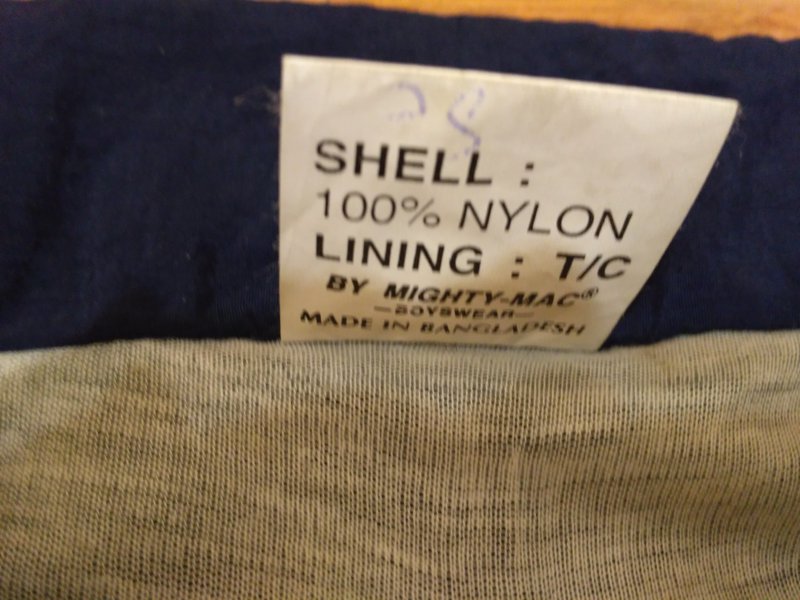 SHELL :
100% NYLON
LINING : T/C
BY MIGHTY-MAC®
—BOYSWEAR—
MADE IN BANGLADESH